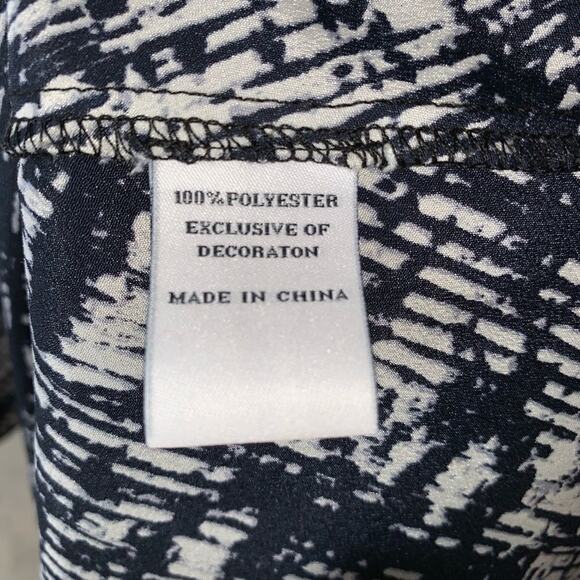 100%POLYESTER
EXCLUSIVE OF
DECORATON
MADE IN CHINA